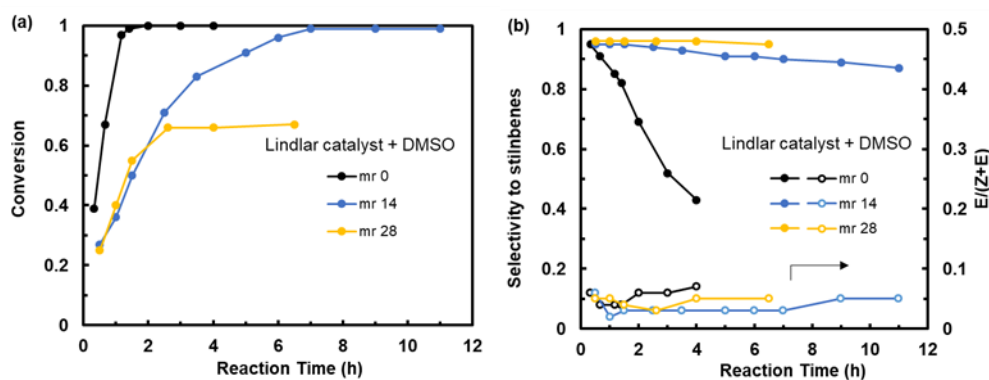 (a)
1
0.8
0.6
0.4
0.2
0
Conversion
Lindlar catalyst + DMSO
mr 0
mr 14
mr 28
0 2 4 6 8 10 12
Reaction Time (h)
(b)
1
0.8
0.6
0.4
0.2
0
Selectivity to stilnbenes
Lindlar catalyst + DMSO
mr 0
mr 14
mr 28
0.5
0.4
0.3
0.2
0.1
0
E/(Z+E)
0 2 4 6 8 10 12
Reaction Time (h)